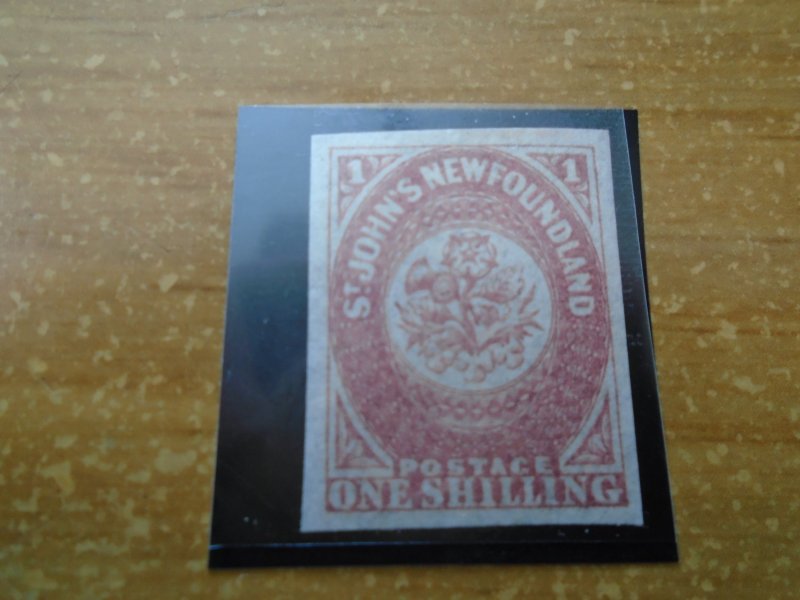 1 1
ST JOHN'S NEWFOUNDLAND
POSTAGE
ONE SHILLING